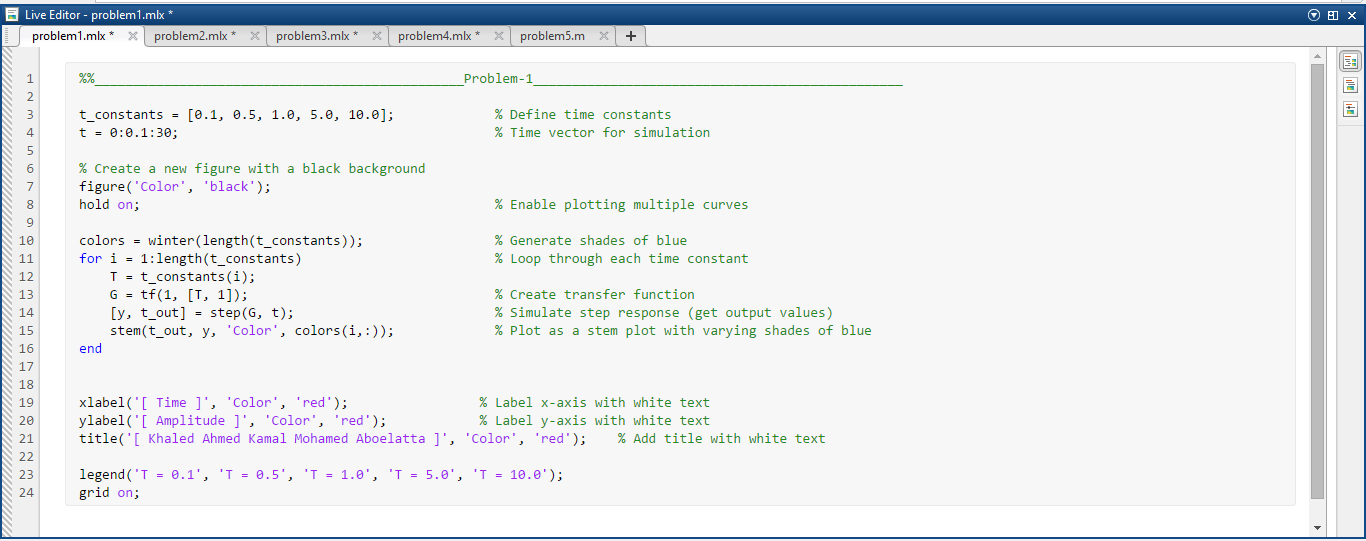 Live Editor - problem1.mlx *
problem1.mlx * problem2.mlx * problem3.mlx * problem4.mlx * problem5.m +
1 %%________________________________________________Problem-1________________________________________________
2
3 t_constants = [0.1, 0.5, 1.0, 5.0, 10.0]; % Define time constants
4 t = 0:0.1:30; % Time vector for simulation
5
6 % Create a new figure with a black background
7 figure('Color', 'black');
8 hold on; % Enable plotting multiple curves
9
10 colors = winter(length(t_constants)); % Generate shades of blue
11 for i = 1:length(t_constants) % Loop through each time constant
12 T = t_constants(i);
13 G = tf(1, [T, 1]); % Create transfer function
14 [y, t_out] = step(G, t); % Simulate step response (get output values)
15 stem(t_out, y, 'Color', colors(i,:)); % Plot as a stem plot with varying shades of blue
16 end
17
18
19 xlabel('[ Time ]', 'Color', 'red'); % Label x-axis with white text
20 ylabel('[ Amplitude ]', 'Color', 'red'); % Label y-axis with white text
21 title('[ Khaled Ahmed Kamal Mohamed Aboelatta ]', 'Color', 'red'); % Add title with white text
22
23 legend('T = 0.1', 'T = 0.5', 'T = 1.0', 'T = 5.0', 'T = 10.0');
24 grid on;